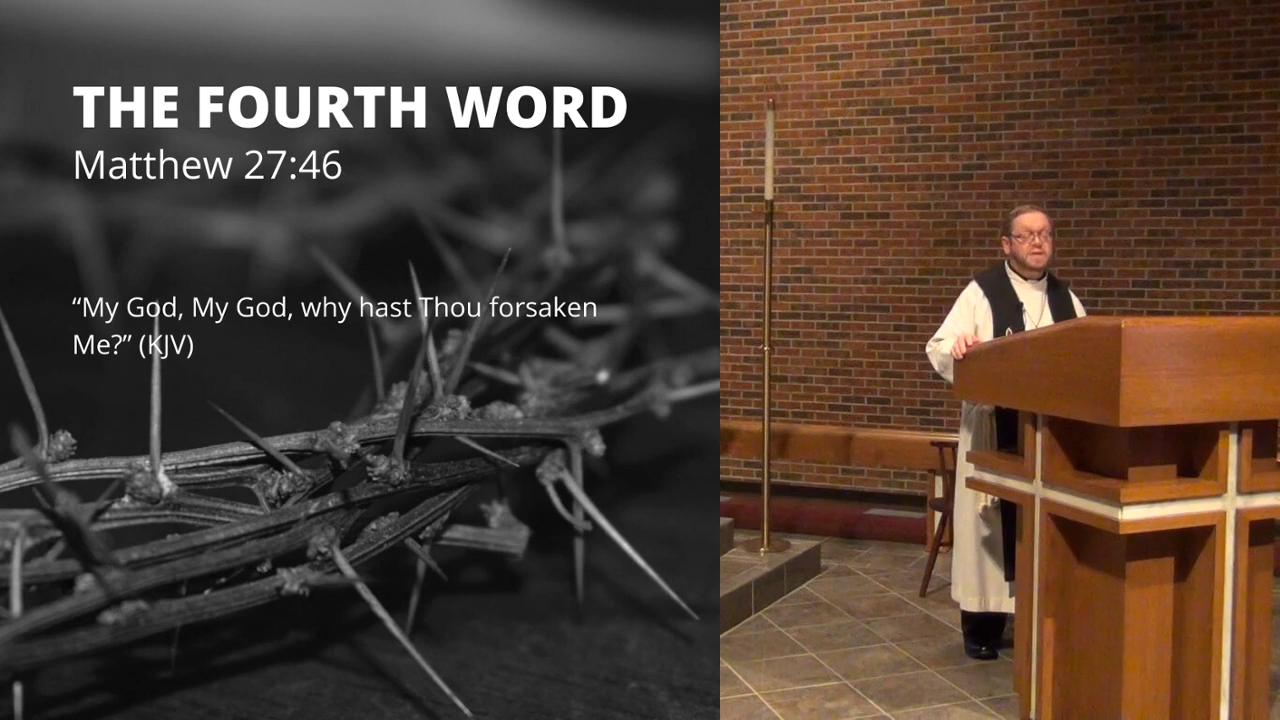 THE FOURTH WORD
Matthew 27:46
“My God, My God, why hast Thou forsaken
Me?” (KJV)